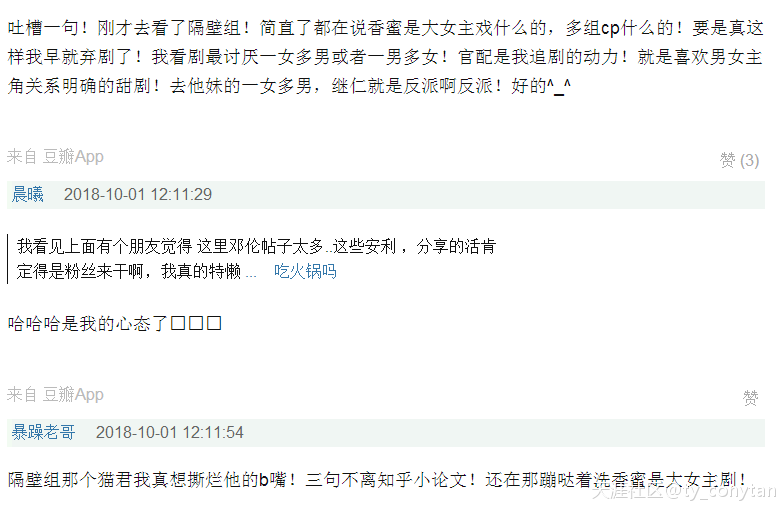 吐槽一句！刚才去看了隔壁组！简直了都在说香蜜是大女主戏什么的，多组cp什么的！要是真这
样我早就弃剧了！我看剧最讨厌一女多男或者一男多女！官配是我追剧的动力！就是喜欢男女主
角关系明确的甜剧！去他妹的一女多男，继仁就是反派啊反派！好的^_^
来自 豆瓣App
赞 (3)
晨曦 2018-10-01 12:11:29
我看见上面有个朋友觉得 这里邓伦帖子太多..这些安利 ，分享的活肯
定得是粉丝来干啊，我真的特懒 ... 吃火锅吗
哈哈哈是我的心态了□□□
来自 豆瓣App
赞
暴躁老哥 2018-10-01 12:11:54
隔壁组那个猫君我真想撕烂他的b嘴！三句不离知乎小论文！还在那蹦哒着洗香蜜是大女主剧！
天涯社区@ty_conytan